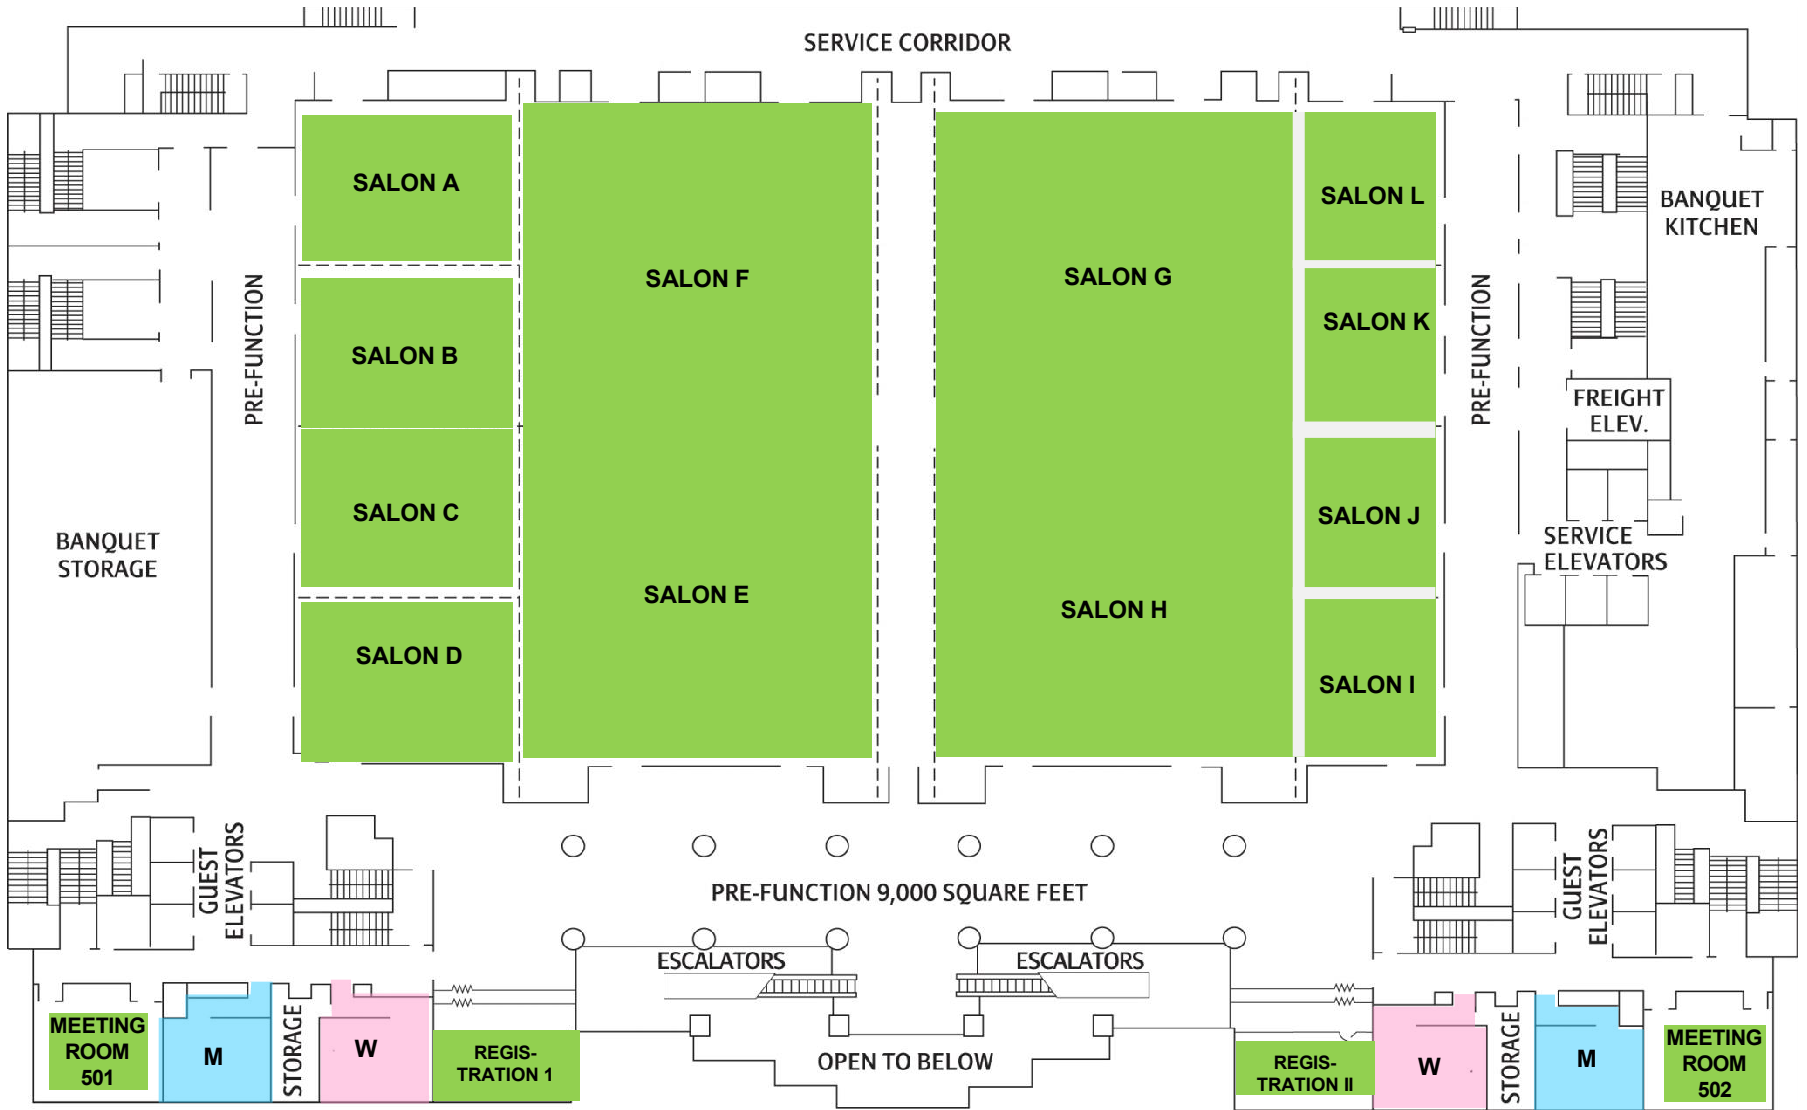 SERVICE CORRIDOR
SALON A
SALON L
BANQUET
KITCHEN
SALON F
SALON G
PRE-FUNCTION
PRE-FUNCTION
SALON K
SALON B
FREIGHT
ELEV.
SALON C
SALON J
BANQUET
STORAGE
SERVICE
ELEVATORS
SALON E
SALON H
SALON D
SALON I
GUEST
ELEVATORS
PRE-FUNCTION 9,000 SQUARE FEET
GUEST
ELEVATORS
ESCALATORS
ESCALATORS
MEETING
ROOM
501
M
STORAGE
W
REGIS-
TRATION 1
OPEN TO BELOW
REGIS-
TRATION II
W
STORAGE
M
MEETING
ROOM
502